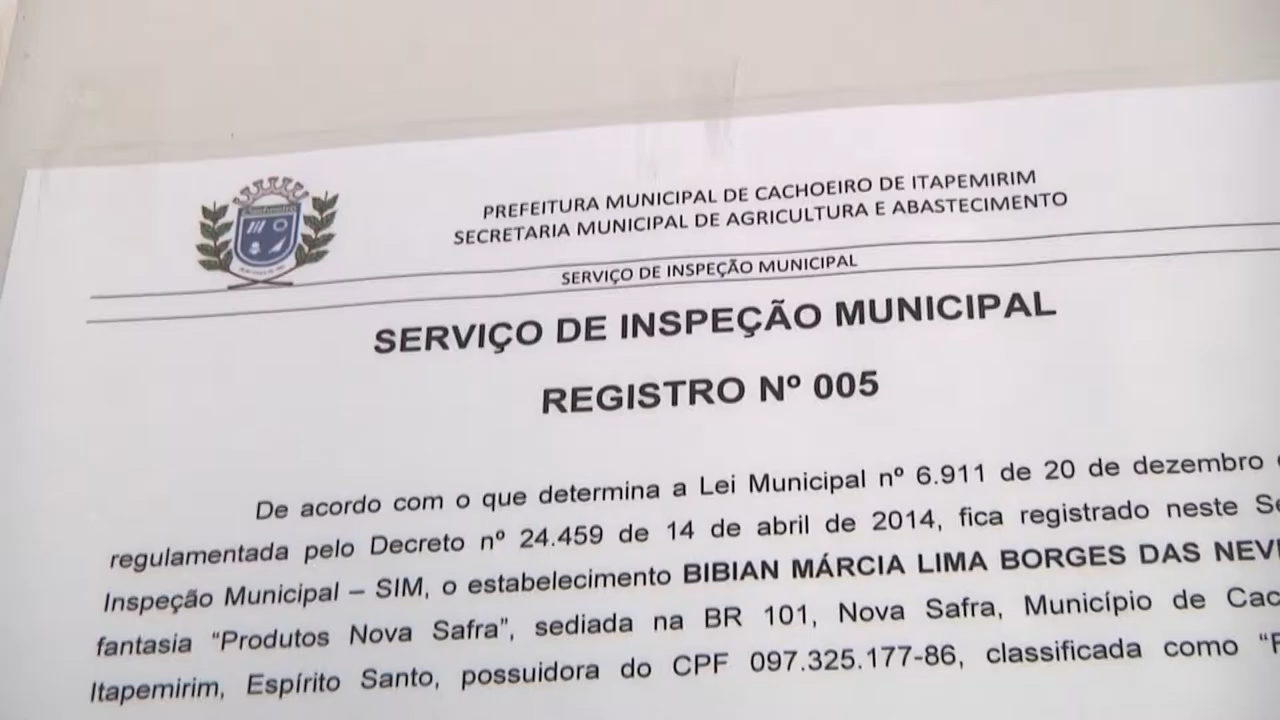 PREFEITURA MUNICIPAL DE CACHOEIRO DE ITAPEMIRIM
SECRETARIA MUNICIPAL DE AGRICULTURA E ABASTECIMENTO
SERVIÇO DE INSPEÇÃO MUNICIPAL
SERVIÇO DE INSPEÇÃO MUNICIPAL
REGISTRO Nº 005
De acordo com o que determina a Lei Municipal nº 6.911 de 20 de dezembro
regulamentada pelo Decreto nº 24.459 de 14 de abril de 2014, fica registrado neste Se
Inspeção Municipal – SIM, o estabelecimento BIBIAN MÁRCIA LIMA BORGES DAS NEV
fantasia “Produtos Nova Safra”, sediada na BR 101, Nova Safra, Município de Cac
Itapemirim, Espírito Santo, possuidora do CPF 097.325.177-86, classificada como “F